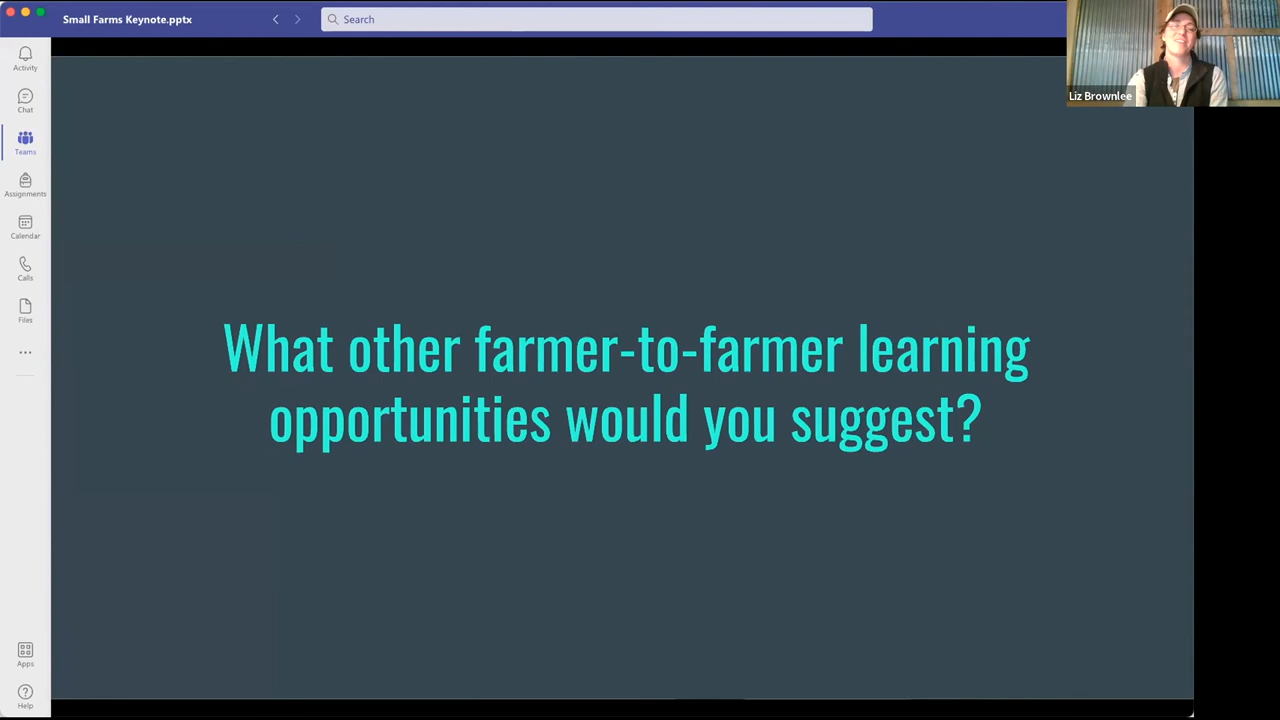 Small Farms Keynote.pptx
Search
Liz Brownlee
Activity
Chat
Teams
Assignments
Calendar
Calls
Files
What other farmer-to-farmer learning
opportunities would you suggest?
Apps
Help